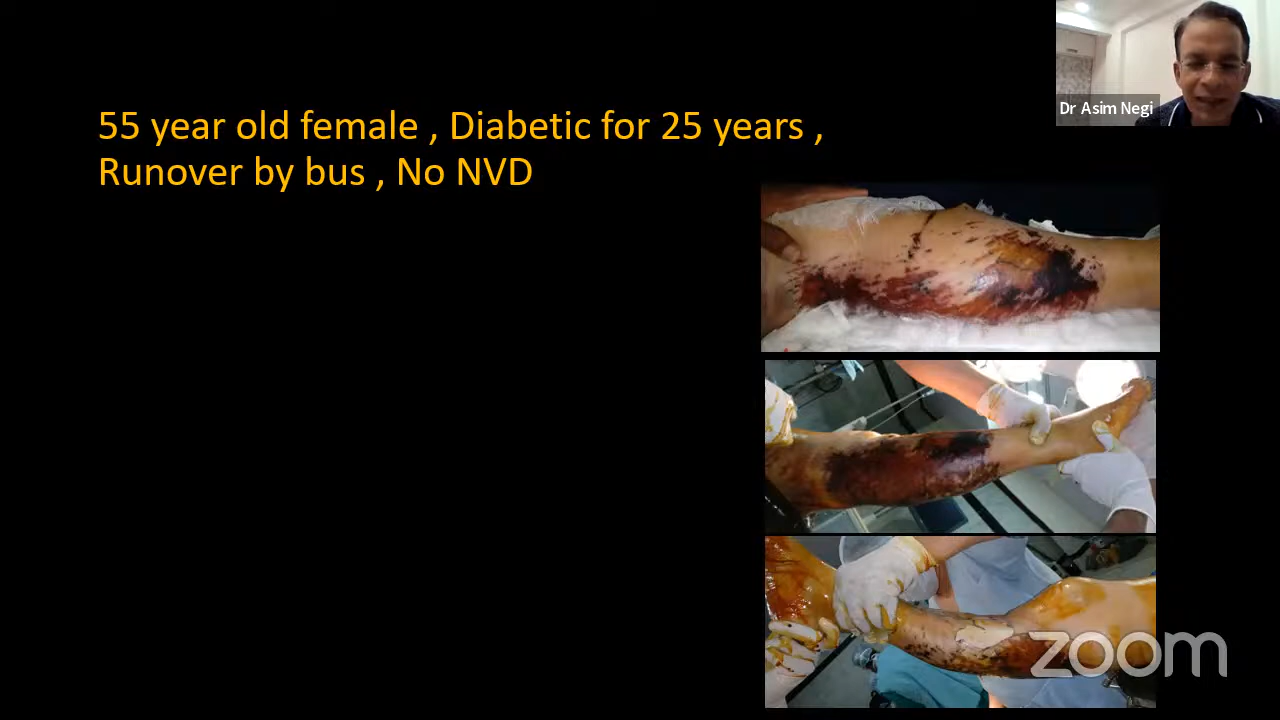 Dr Asim Negi
55 year old female , Diabetic for 25 years ,
Runover by bus , No NVD
zoom